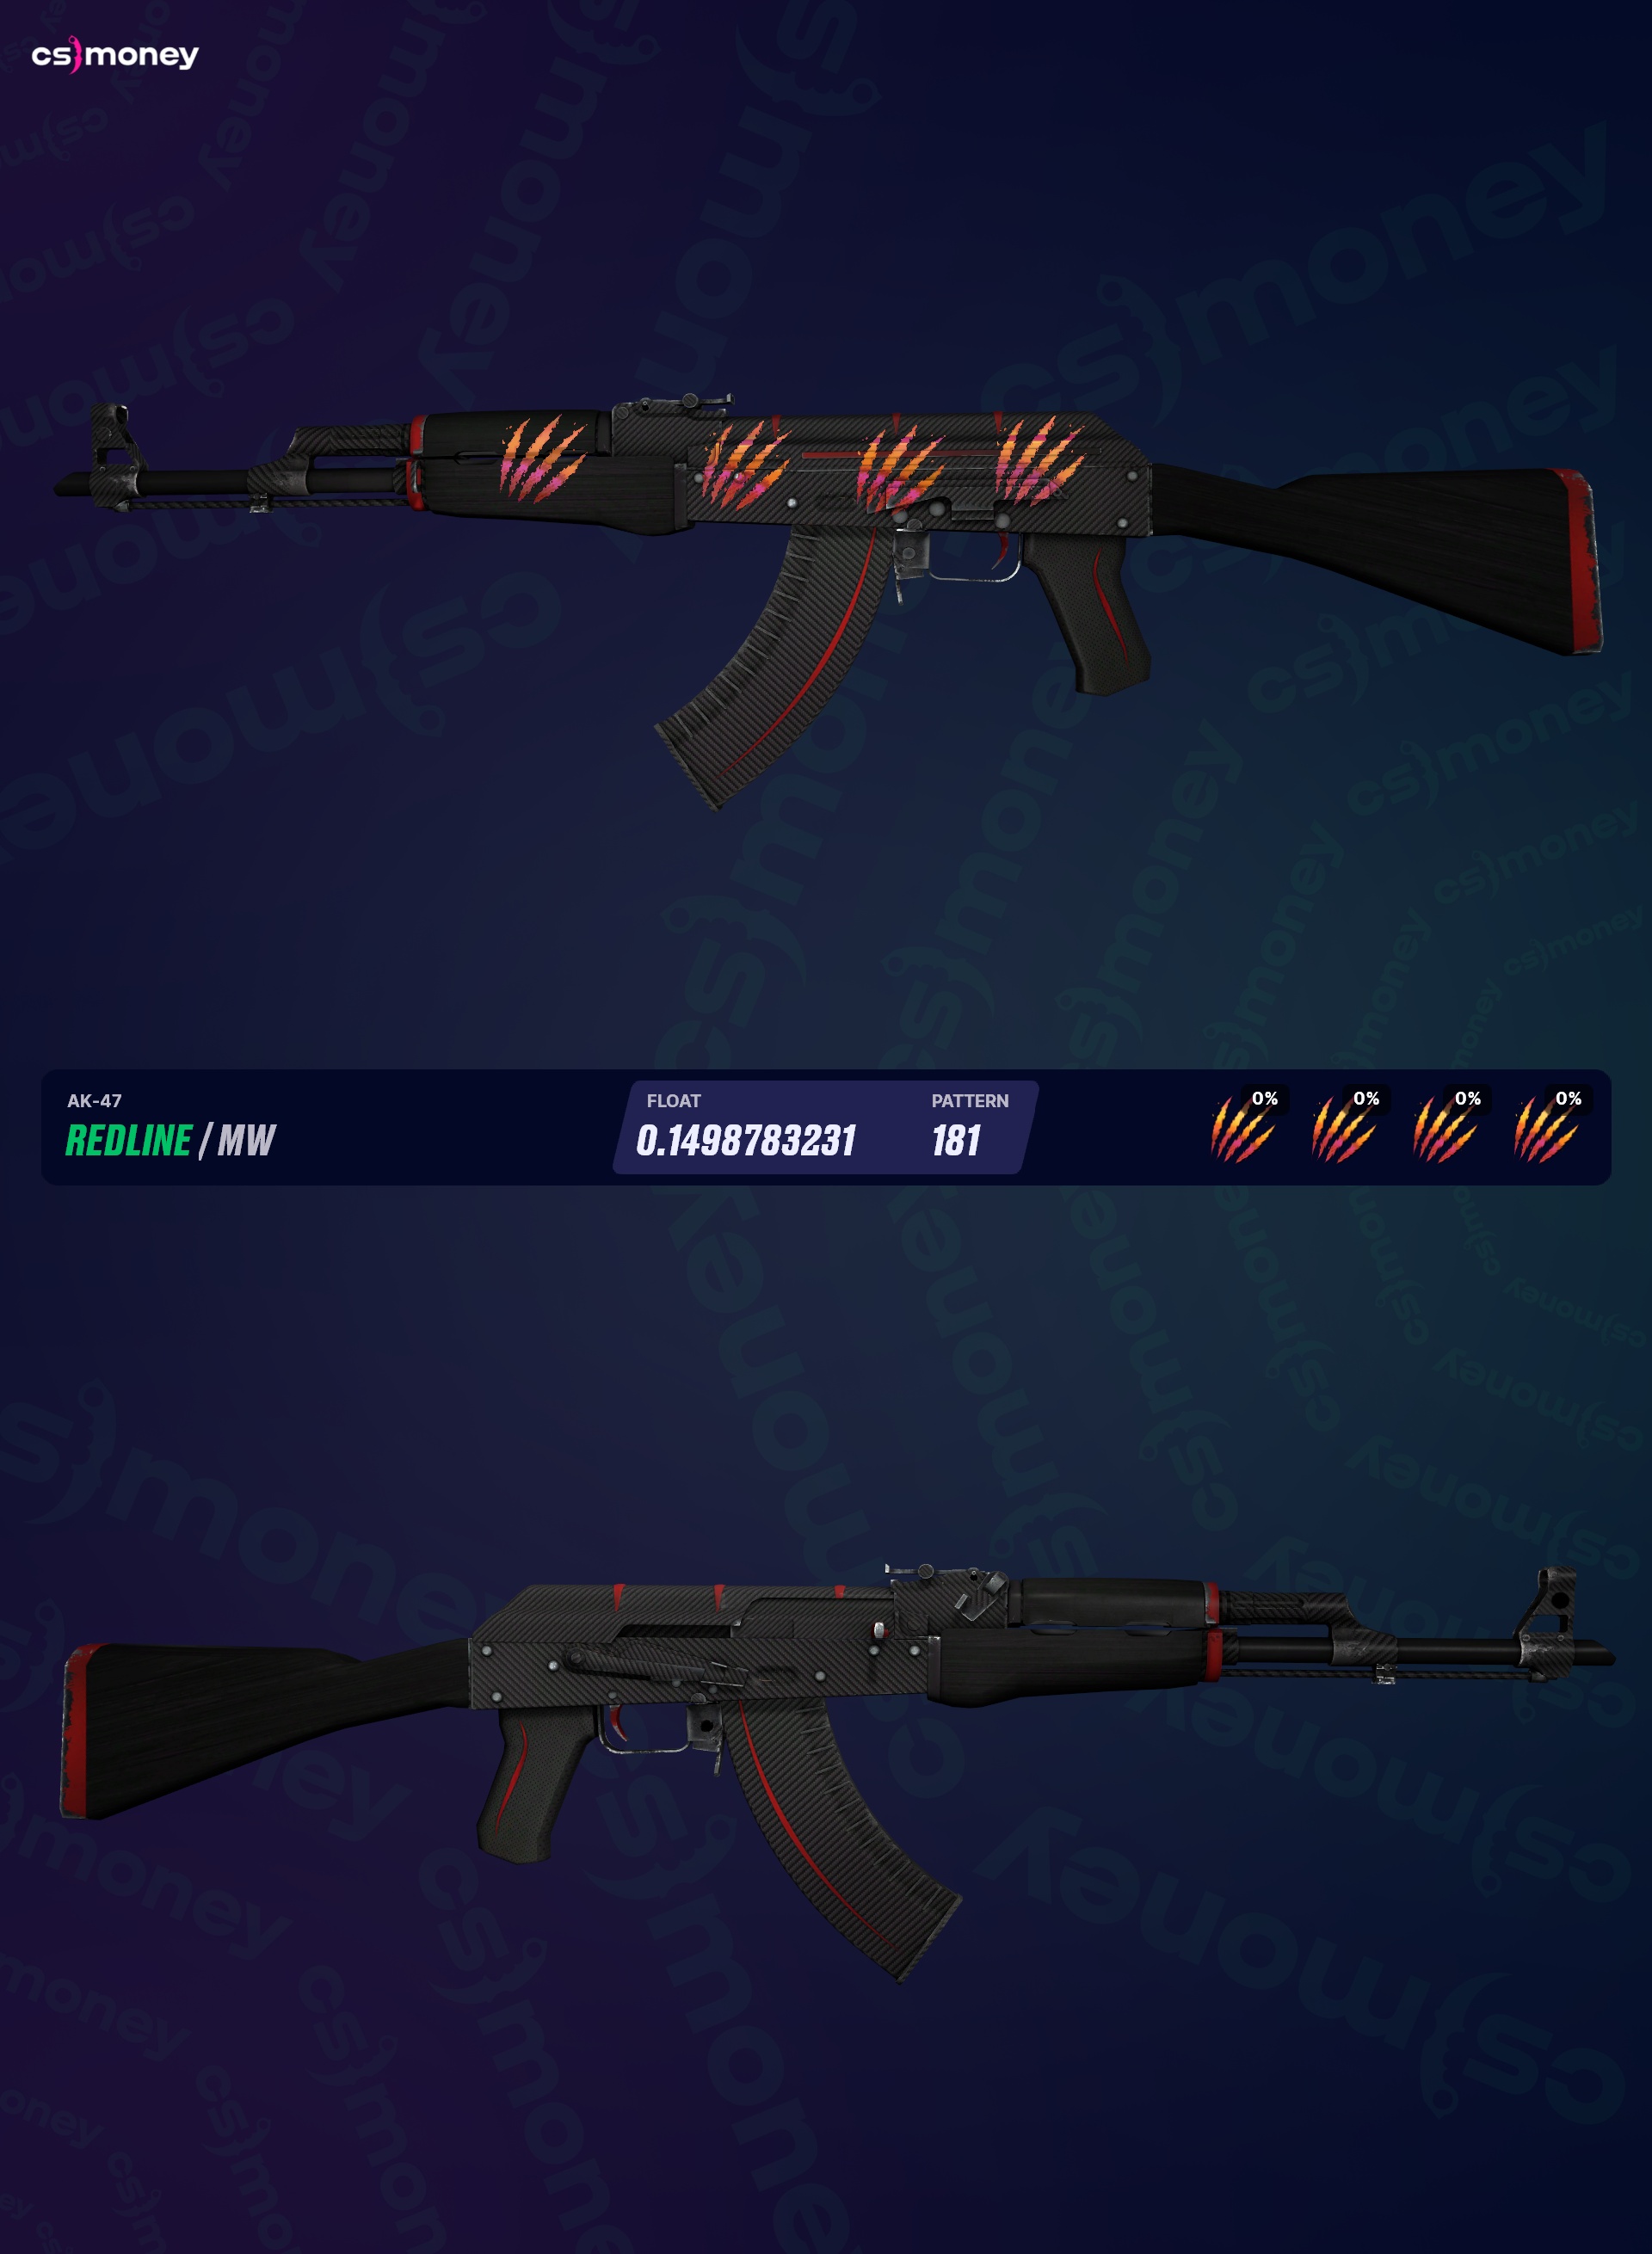 cs}money
AK-47
REDLINE / MW
FLOAT
0.1498783231
PATTERN
181
0%
0%
0%
0%